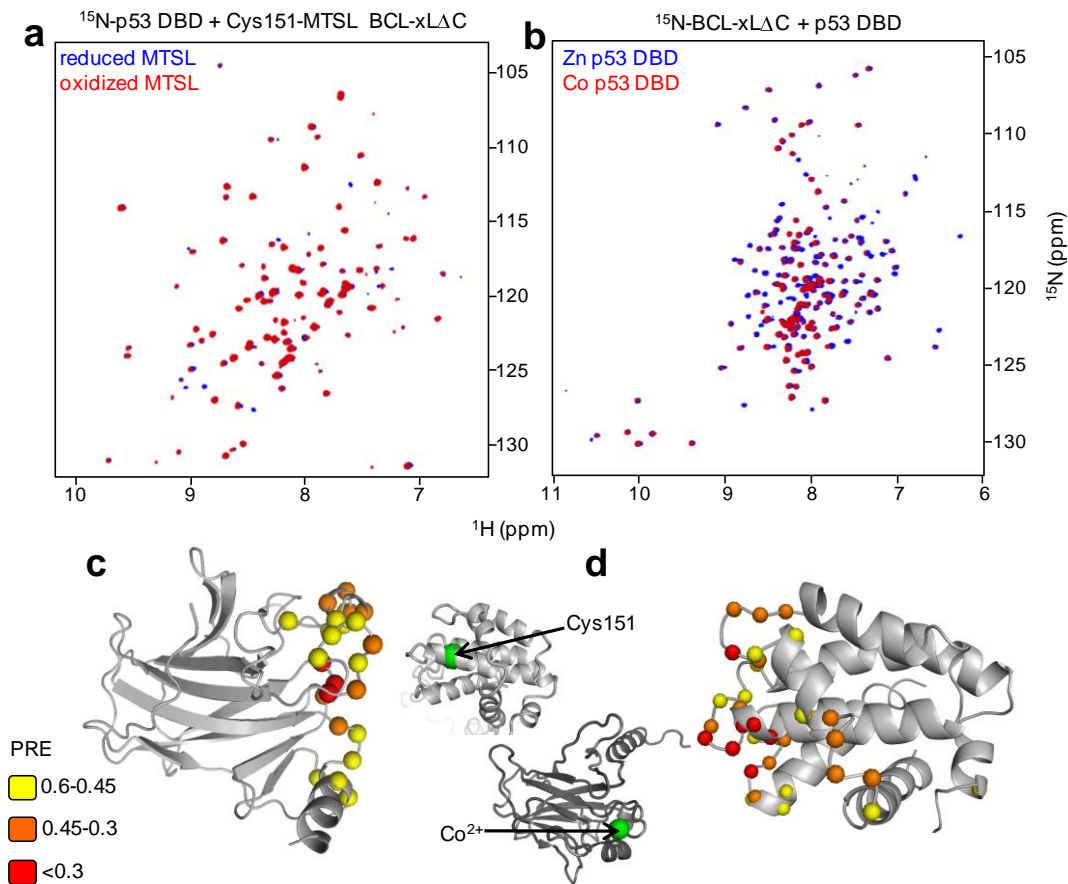 ¹⁵N-p53 DBD + Cys151-MTSL BCL-xLΔC
a
reduced MTSL
oxidized MTSL
105
110
115
120
125
130
10
9
8
7
¹⁵N-BCL-xLΔC + p53 DBD
b
Zn p53 DBD
Co p53 DBD
105
110
115
120
125
130
¹⁵N (ppm)
11
10
9
8
7
6
¹H (ppm)
c
d
Cys151
Co²⁺
PRE
0.6-0.45
0.45-0.3
<0.3